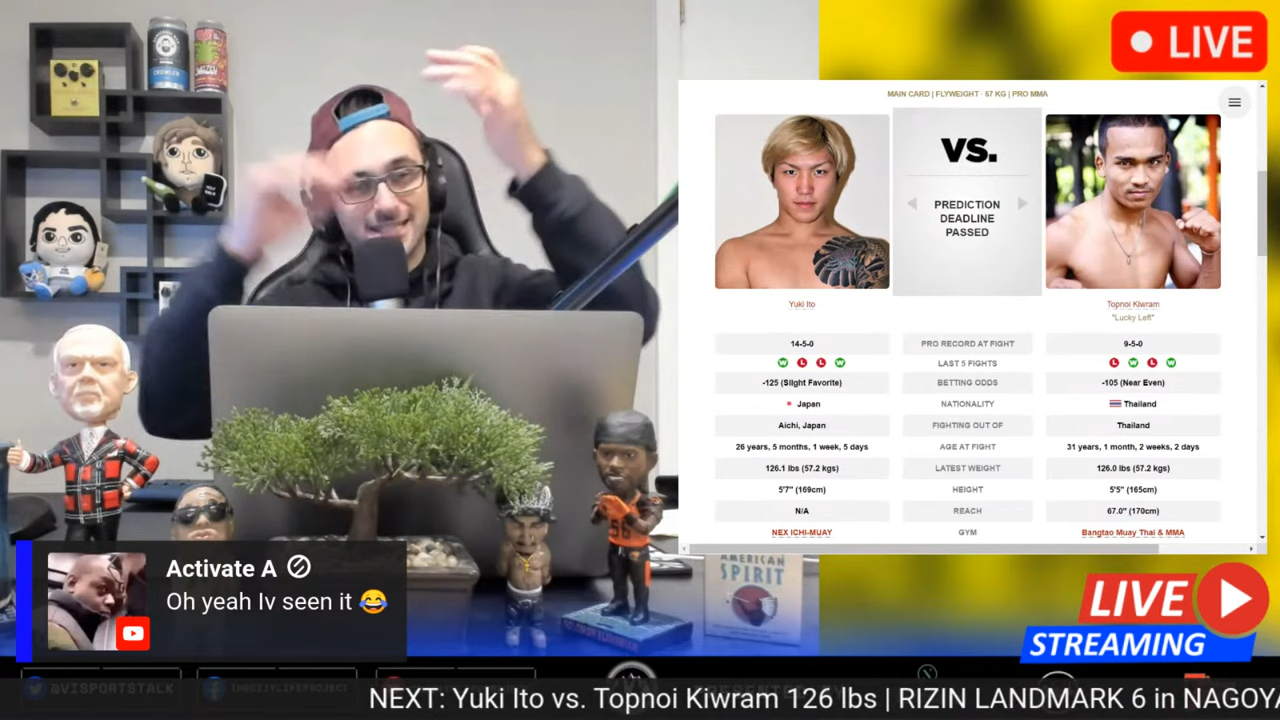 LIVE
MAIN CARD | FLYWEIGHT · 57 KG | PRO MMA
VS.
PREDICTION
DEADLINE
PASSED
Yuki Ito
Topnoi Kiwram
"Lucky Left"
14-5-0 PRO RECORD AT FIGHT 9-5-0
W L L W LAST 5 FIGHTS L W L W
-125 (Slight Favorite) BETTING ODDS -105 (Near Even)
Japan NATIONALITY Thailand
Aichi, Japan FIGHTING OUT OF Thailand
26 years, 5 months, 1 week, 5 days AGE AT FIGHT 31 years, 1 month, 2 weeks, 2 days
126.1 lbs (57.2 kgs) LATEST WEIGHT 126.0 lbs (57.2 kgs)
5'7" (169cm) HEIGHT 5'5" (165cm)
N/A REACH 67.0" (170cm)
NEX ICHI-MUAY GYM Bangtao Muay Thai & MMA
AMERICAN
SPIRIT
Activate A
Oh yeah Iv seen it 😂
LIVE
STREAMING
@VISPORTSTALK
THECITYLIFEPROJECT
NEXT: Yuki Ito vs. Topnoi Kiwram 126 lbs | RIZIN LANDMARK 6 in NAGOYA